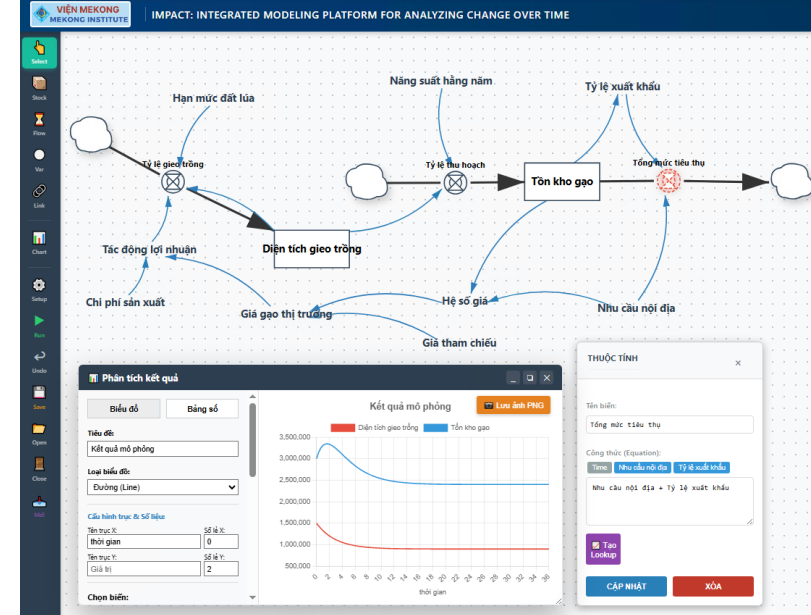 VIỆN MEKONG
MEKONG INSTITUTE
IMPACT: INTEGRATED MODELING PLATFORM FOR ANALYZING CHANGE OVER TIME
Select
Stock
Flow
Var
Link
Chart
Setup
Run
Undo
Save
Open
Close
Năng suất hằng năm
Tỷ lệ xuất khẩu
Hạn mức đất lúa
Tỷ lệ gieo trồng
Tỷ lệ thu hoạch
Tổng mức tiêu thụ
Tồn kho gạo
Tác động lợi nhuận
Diện tích gieo trồng
Chi phí sản xuất
Giá gạo thị trường
Hệ số giá
Nhu cầu nội địa
Giá tham chiếu
Phân tích kết quả
Biểu đồ
Bảng số
Tiêu đề:
Kết quả mô phỏng
Loại biểu đồ:
Đường (Line)
Cấu hình trục & Số liệu:
Tên trục X:
Số lẻ X:
thời gian
0
Tên trục Y:
Số lẻ Y:
Giá trị
2
Chọn biến:
Kết quả mô phỏng
Lưu ảnh PNG
Diện tích gieo trồng
Tồn kho gạo
3,500,000
3,000,000
2,500,000
2,000,000
1,500,000
1,000,000
500,000
0 2 4 6 8 10 12 14 16 18 20 22 24 26 28 30 32 34 36
thời gian
THUỘC TÍNH
×
Tên biến:
Tổng mức tiêu thụ
Công thức (Equation):
Time
Nhu cầu nội địa
Tỷ lệ xuất khẩu
Nhu cầu nội địa + Tỷ lệ xuất khẩu
Tạo
Lookup
CẬP NHẬT
XÓA